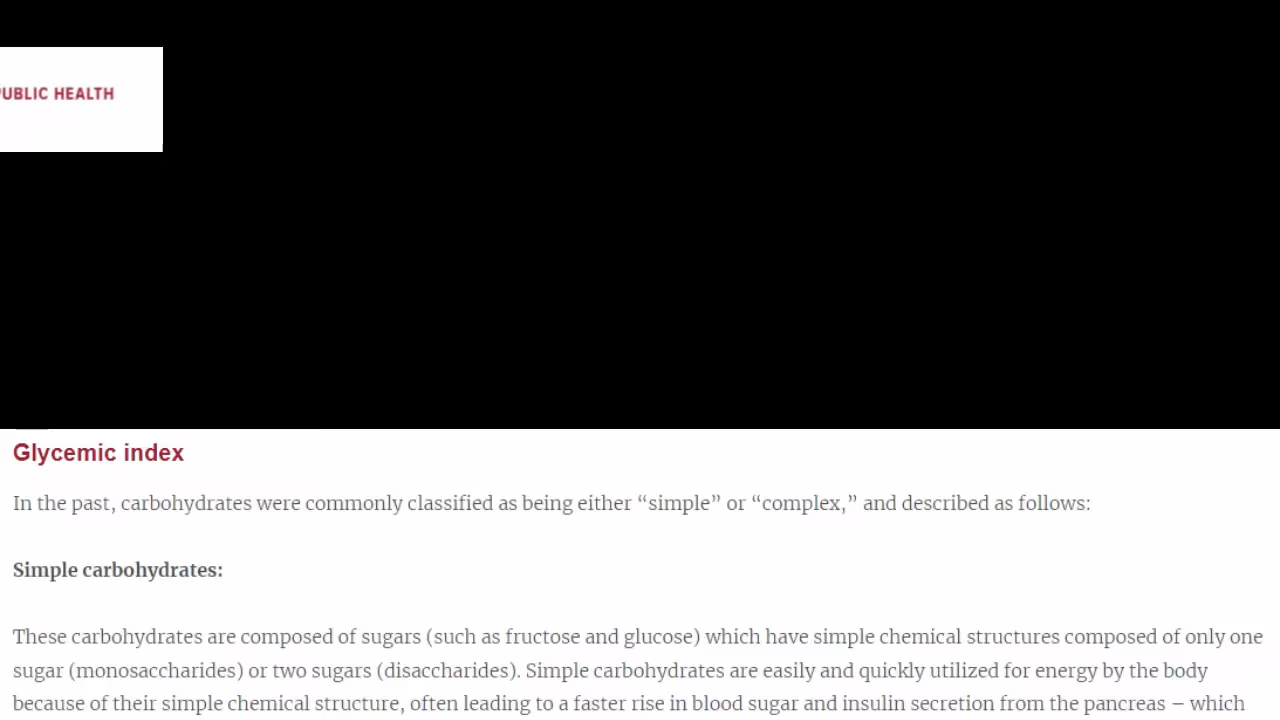 PUBLIC HEALTH
Glycemic index
In the past, carbohydrates were commonly classified as being either “simple” or “complex,” and described as follows:
Simple carbohydrates:
These carbohydrates are composed of sugars (such as fructose and glucose) which have simple chemical structures composed of only one
sugar (monosaccharides) or two sugars (disaccharides). Simple carbohydrates are easily and quickly utilized for energy by the body
because of their simple chemical structure, often leading to a faster rise in blood sugar and insulin secretion from the pancreas – which